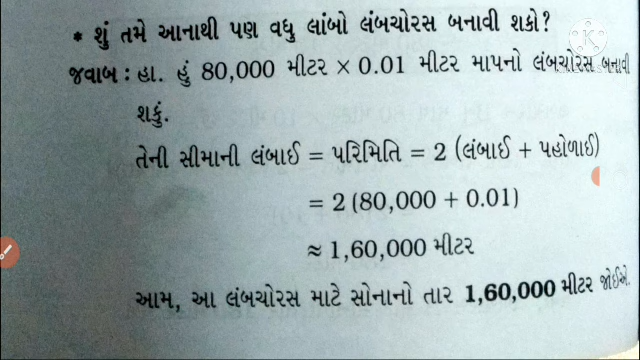 * શું તમે આનાથી પણ વધુ લાંબો લંબચોરસ બનાવી શકો?
જવાબ : હા. હું 80,000 મીટર × 0.01 મીટર માપનો લંબચોરસ બનાવી
શકું.
તેની સીમાની લંબાઈ = પરિમિતિ = 2 (લંબાઈ + પહોળાઈ)
= 2 (80,000 + 0.01)
≈ 1,60,000 મીટર
આમ, આ લંબચોરસ માટે સોનાનો તાર 1,60,000 મીટર જોઈએ.